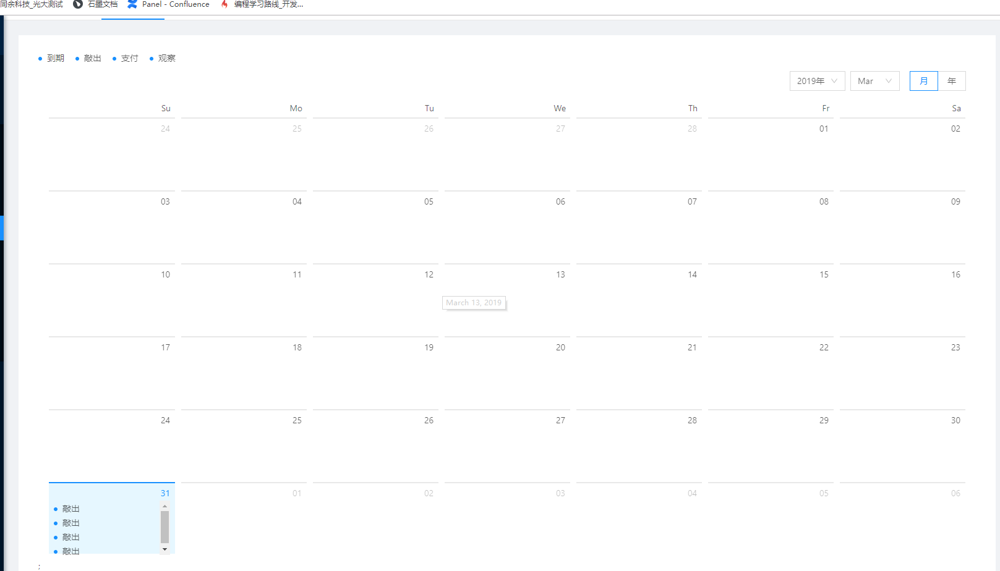 同余科技_光大测试 石墨文档 Panel - Confluence 编程学习路线_开发...
到期 敲出 支付 观察
2019年 Mar 月 年
Su Mo Tu We Th Fr Sa
24 25 26 27 28 01 02
03 04 05 06 07 08 09
10 11 12 13 14 15 16
March 13, 2019
17 18 19 20 21 22 23
24 25 26 27 28 29 30
31 01 02 03 04 05 06
敲出
敲出
敲出
敲出
;